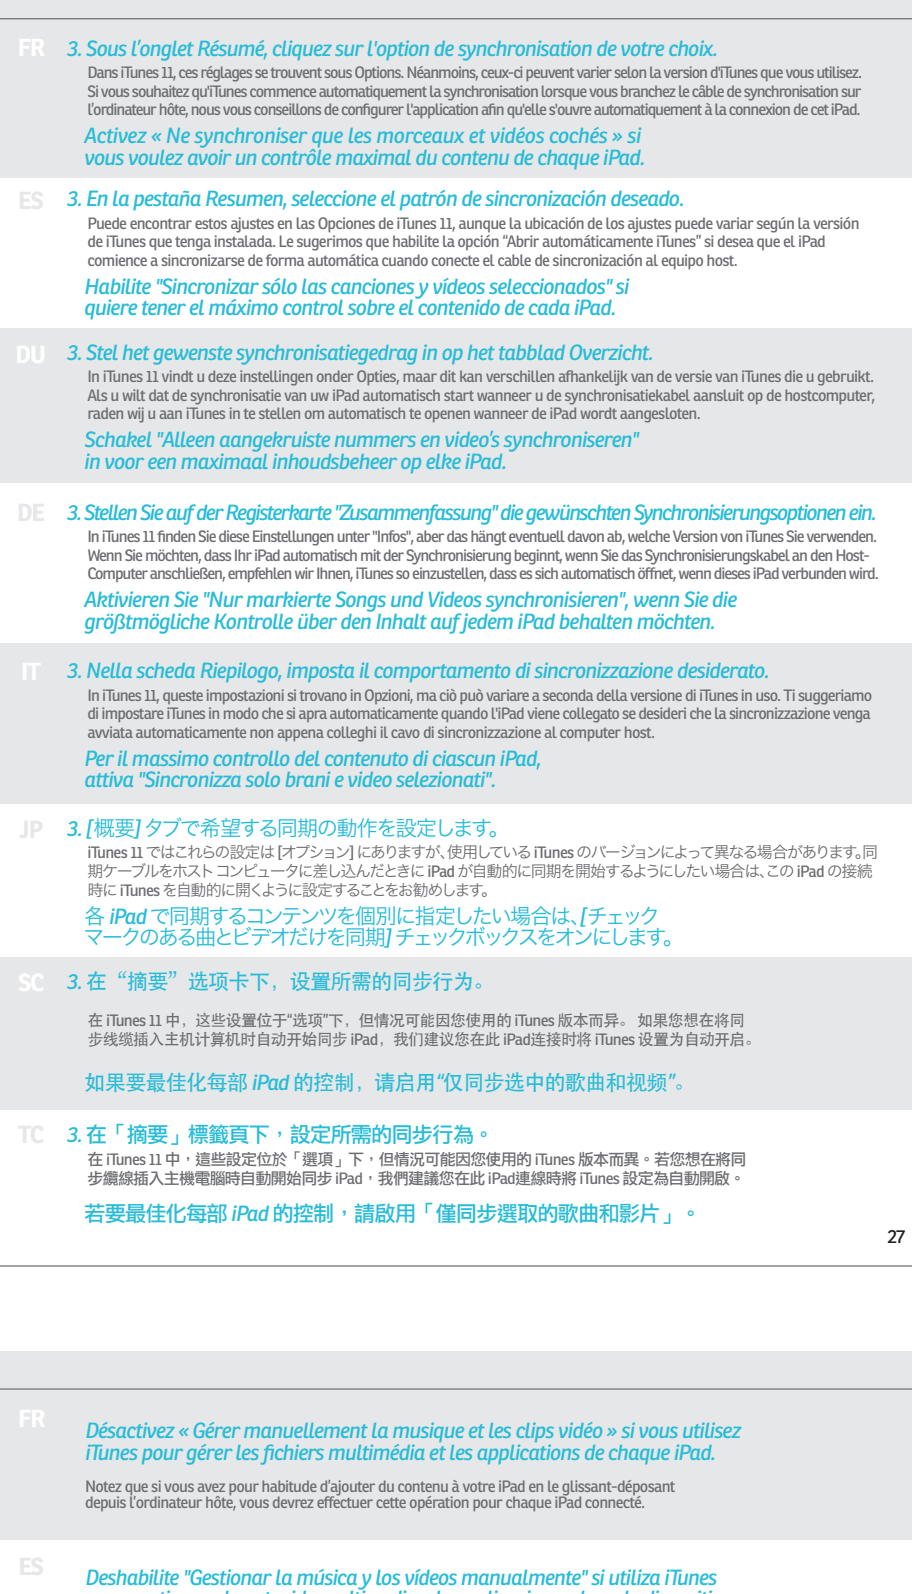 FR
3. Sous l'onglet Résumé, cliquez sur l'option de synchronisation de votre choix.
Dans iTunes 11, ces réglages se trouvent sous Options. Néanmoins, ceux-ci peuvent varier selon la version d'iTunes que vous utilisez.
Si vous souhaitez qu'iTunes commence automatiquement la synchronisation lorsque vous branchez le câble de synchronisation sur
l'ordinateur hôte, nous vous conseillons de configurer l'application afin qu'elle s'ouvre automatiquement à la connexion de cet iPad.
Activez « Ne synchroniser que les morceaux et vidéos cochés » si
vous voulez avoir un contrôle maximal du contenu de chaque iPad.
ES
3. En la pestaña Resumen, seleccione el patrón de sincronización deseado.
Puede encontrar estos ajustes en las Opciones de iTunes 11, aunque la ubicación de los ajustes puede variar según la versión
de iTunes que tenga instalada. Le sugerimos que habilite la opción "Abrir automáticamente iTunes" si desea que el iPad
comience a sincronizarse de forma automática cuando conecte el cable de sincronización al equipo host.
Habilite "Sincronizar sólo las canciones y vídeos seleccionados" si
quiere tener el máximo control sobre el contenido de cada iPad.
DU
3. Stel het gewenste synchronisatiegedrag in op het tabblad Overzicht.
In iTunes 11 vindt u deze instellingen onder Opties, maar dit kan verschillen afhankelijk van de versie van iTunes die u gebruikt.
Als u wilt dat de synchronisatie van uw iPad automatisch start wanneer u de synchronisatiekabel aansluit op de hostcomputer,
raden wij u aan iTunes in te stellen om automatisch te openen wanneer de iPad wordt aangesloten.
Schakel "Alleen aangekruiste nummers en video's synchroniseren"
in voor een maximaal inhoudsbeheer op elke iPad.
DE
3. Stellen Sie auf der Registerkarte "Zusammenfassung" die gewünschten Synchronisierungsoptionen ein.
In iTunes 11 finden Sie diese Einstellungen unter "Infos", aber das hängt eventuell davon ab, welche Version von iTunes Sie verwenden.
Wenn Sie möchten, dass Ihr iPad automatisch mit der Synchronisierung beginnt, wenn Sie das Synchronisierungskabel an den Host-
Computer anschließen, empfehlen wir Ihnen, iTunes so einzustellen, dass es sich automatisch öffnet, wenn dieses iPad verbunden wird.
Aktivieren Sie "Nur markierte Songs und Videos synchronisieren", wenn Sie die
größtmögliche Kontrolle über den Inhalt auf jedem iPad behalten möchten.
IT
3. Nella scheda Riepilogo, imposta il comportamento di sincronizzazione desiderato.
In iTunes 11, queste impostazioni si trovano in Opzioni, ma ciò può variare a seconda della versione di iTunes in uso. Ti suggeriamo
di impostare iTunes in modo che si apra automaticamente quando l'iPad viene collegato se desideri che la sincronizzazione venga
avviata automaticamente non appena colleghi il cavo di sincronizzazione al computer host.
Per il massimo controllo del contenuto di ciascun iPad,
attiva "Sincronizza solo brani e video selezionati".
JP
3. [概要] タブで希望する同期の動作を設定します。
iTunes 11 ではこれらの設定は [オプション] にありますが、使用している iTunes のバージョンによって異なる場合があります。同
期ケーブルをホスト コンピュータに差し込んだときに iPad が自動的に同期を開始するようにしたい場合は、この iPad の接続
時に iTunes を自動的に開くように設定することをお勧めします。
各 iPad で同期するコンテンツを個別に指定したい場合は、[チェック
マークのある曲とビデオだけを同期] チェックボックスをオンにします。
SC
3. 在“摘要”选项卡下，设置所需的同步行为。
在 iTunes 11 中，这些设置位于“选项”下，但情况可能因您使用的 iTunes 版本而异。 如果您想在将同
步线缆插入主机计算机时自动开始同步 iPad，我们建议您在此 iPad连接时将 iTunes 设置为自动开启。
如果要最佳化每部 iPad 的控制，请启用“仅同步选中的歌曲和视频”。
TC
3. 在「摘要」標籤頁下，設定所需的同步行為。
在 iTunes 11 中，這些設定位於「選項」下，但情況可能因您使用的 iTunes 版本而異。若您想在將同
步纜線插入主機電腦時自動開始同步 iPad，我們建議您在此 iPad連線時將 iTunes 設定為自動開啟。
若要最佳化每部 iPad 的控制，請啟用「僅同步選取的歌曲和影片」。
27
FR
Désactivez « Gérer manuellement la musique et les clips vidéo » si vous utilisez
iTunes pour gérer les fichiers multimédia et les applications de chaque iPad.
Notez que si vous avez pour habitude d'ajouter du contenu à votre iPad en le glissant-déposant
depuis l'ordinateur hôte, vous devrez effectuer cette opération pour chaque iPad connecté.
ES
Deshabilite "Gestionar la música y los vídeos manualmente" si utiliza iTunes